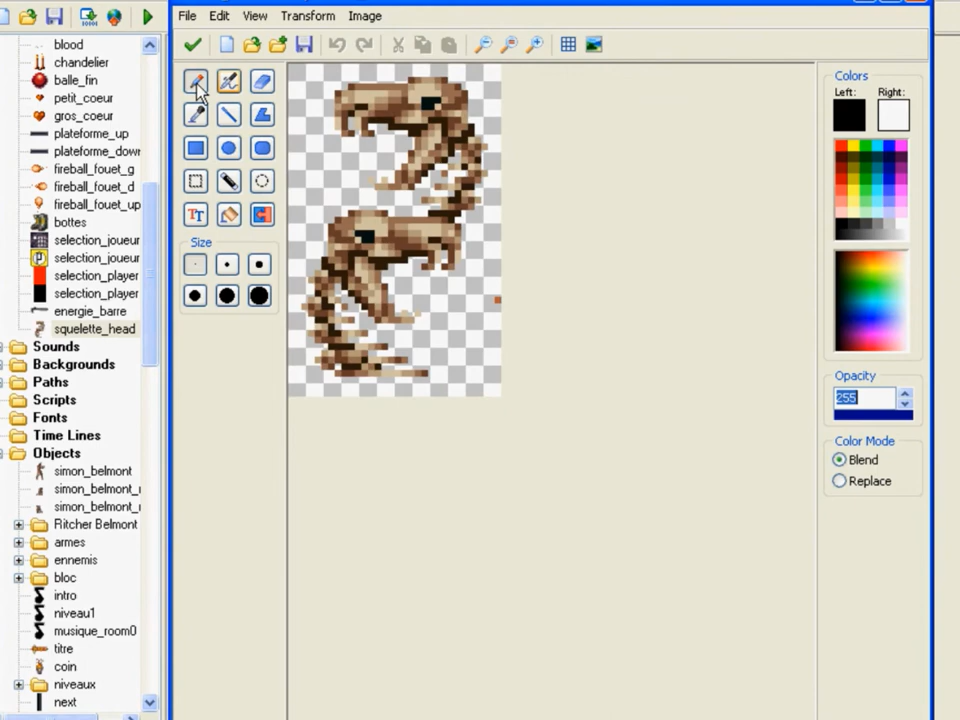 File Edit View Transform Image
blood
chandelier
balle_fin
petit_coeur
gros_coeur
plateforme_up
plateforme_down
fireball_fouet_g
fireball_fouet_d
fireball_fouet_up
bottes
selection_joueur
selection_joueur
selection_player
selection_player
energie_barre
squelette_head
Sounds
Backgrounds
Paths
Scripts
Fonts
Time Lines
Objects
simon_belmont
simon_belmont_
simon_belmont_
Ritcher Belmont
armes
ennemis
bloc
intro
niveau1
musique_room0
titre
coin
niveaux
next
TT
Size
Colors
Left: Right:
Opacity
255
Color Mode
Blend
Replace